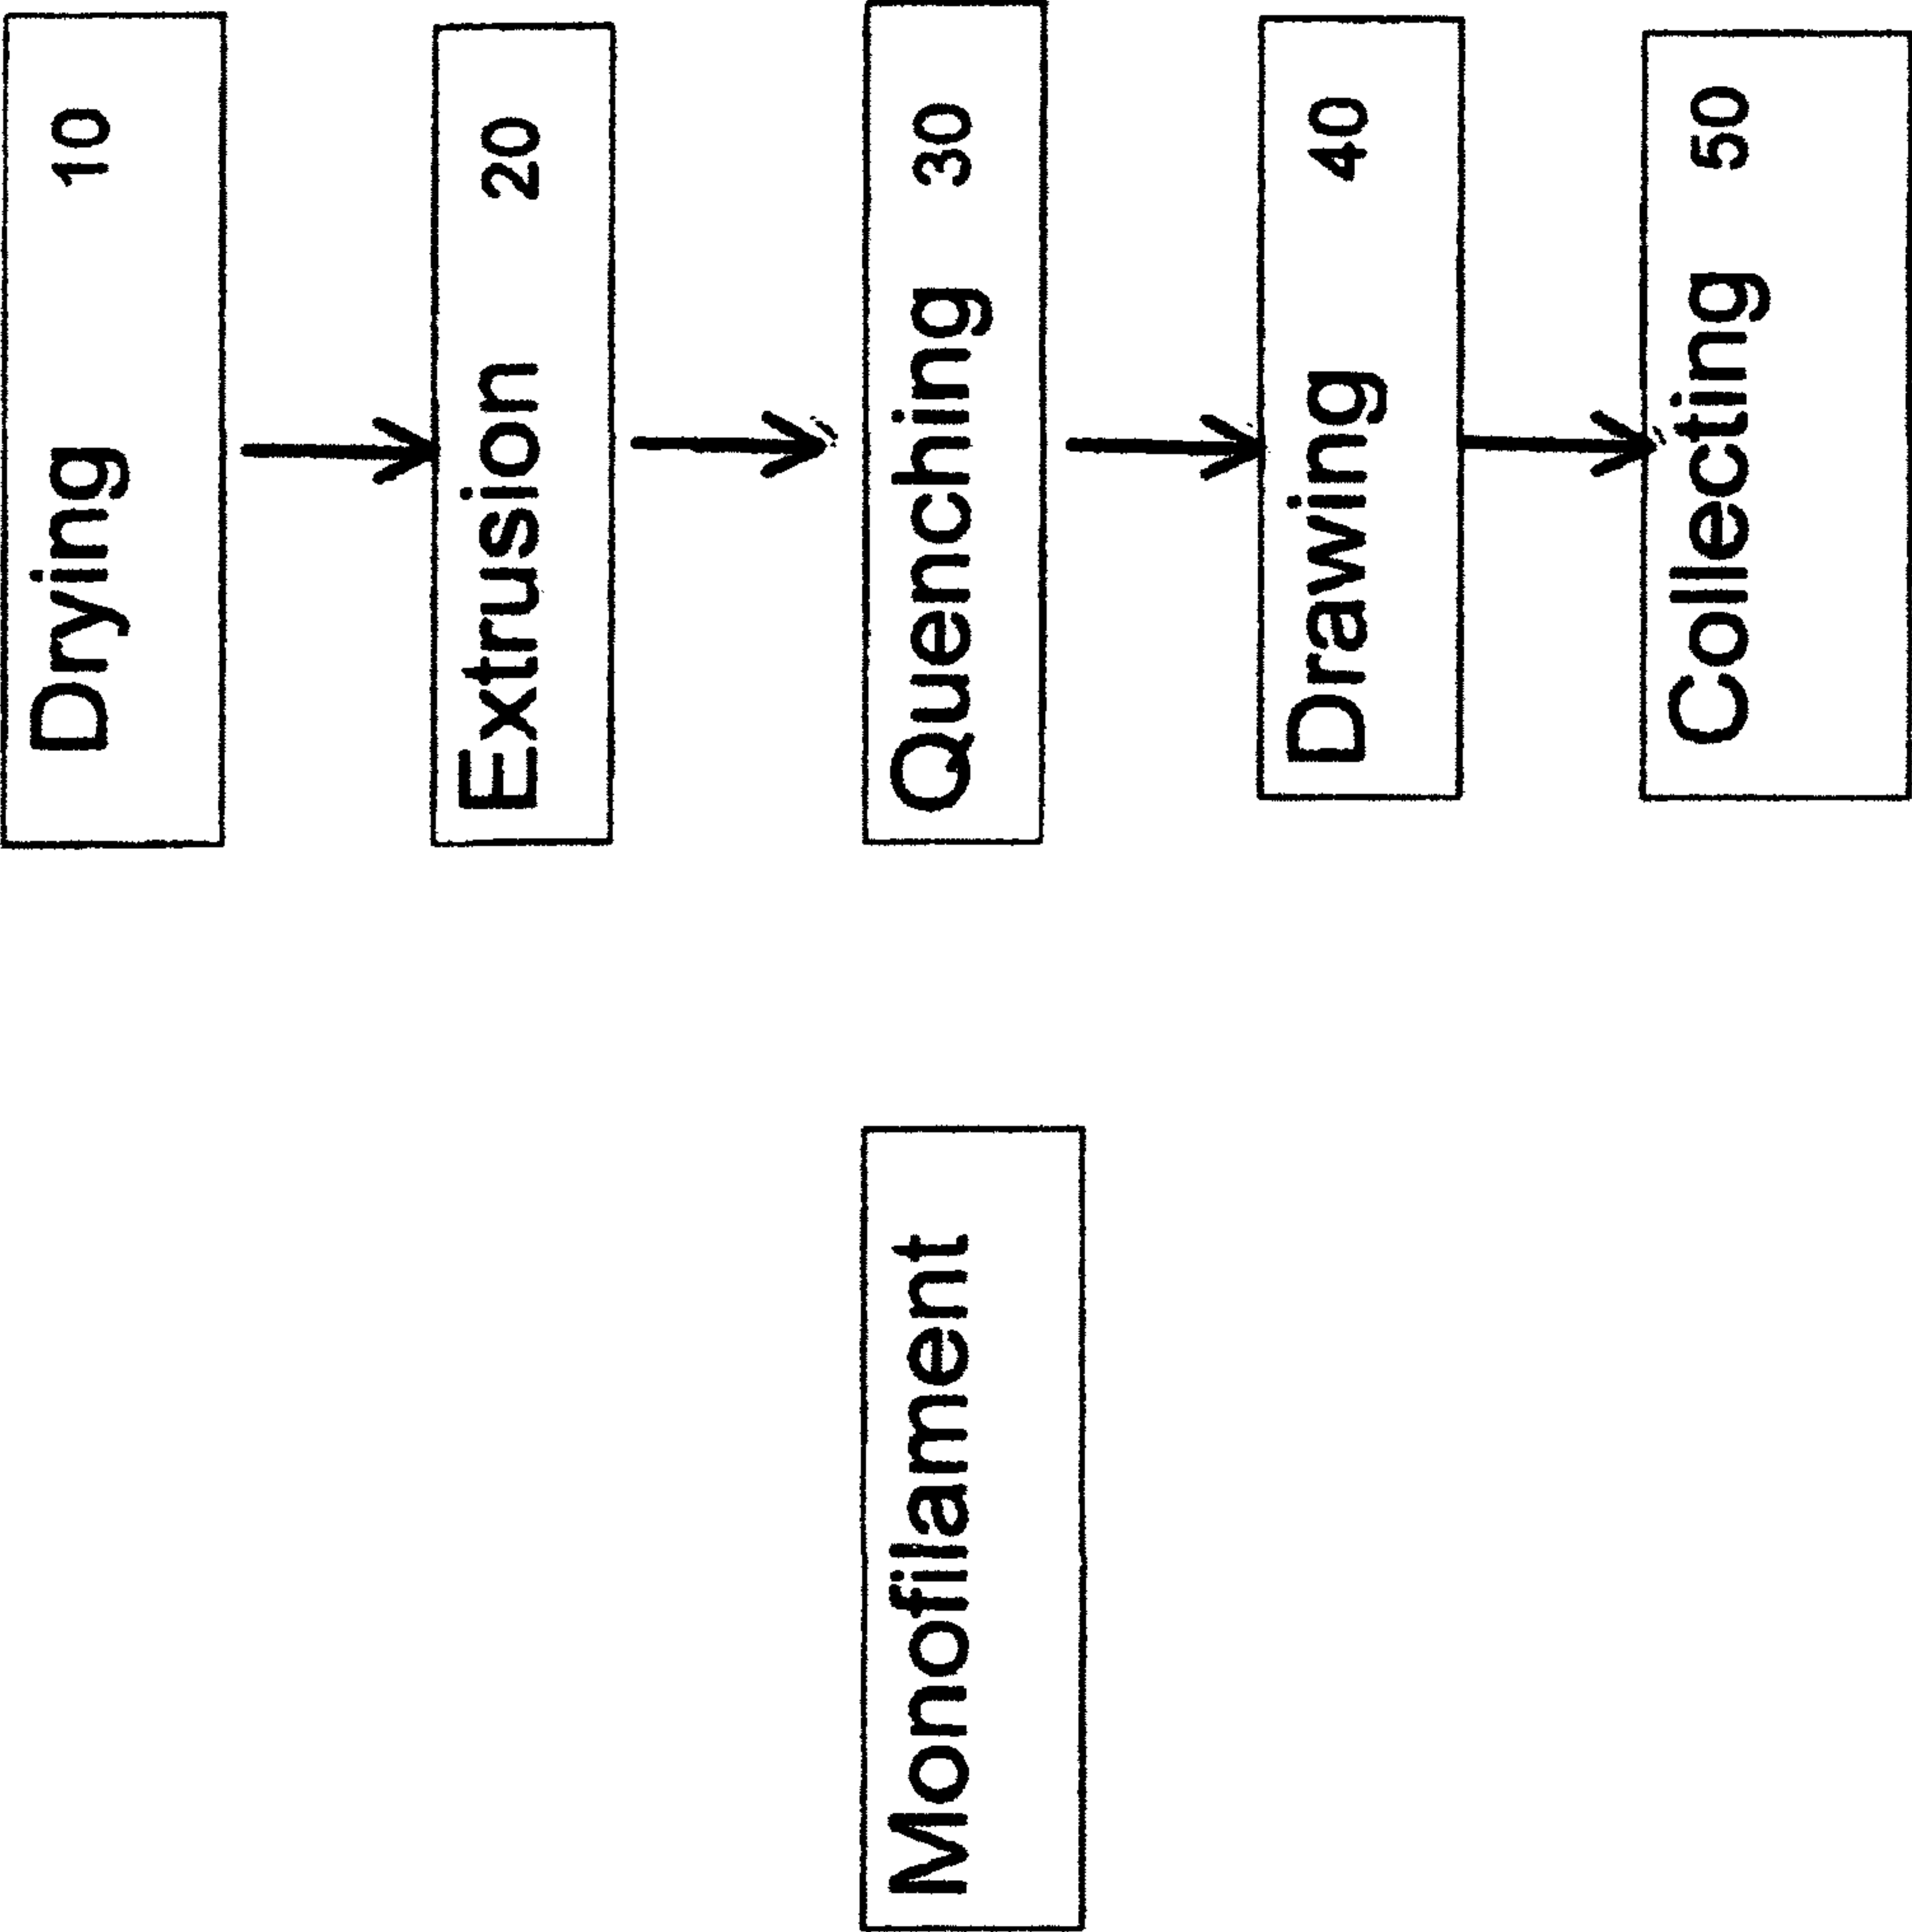 Drying 10
Extrusion 20
Quenching 30
Drawing 40
Collecting 50
Monofilament